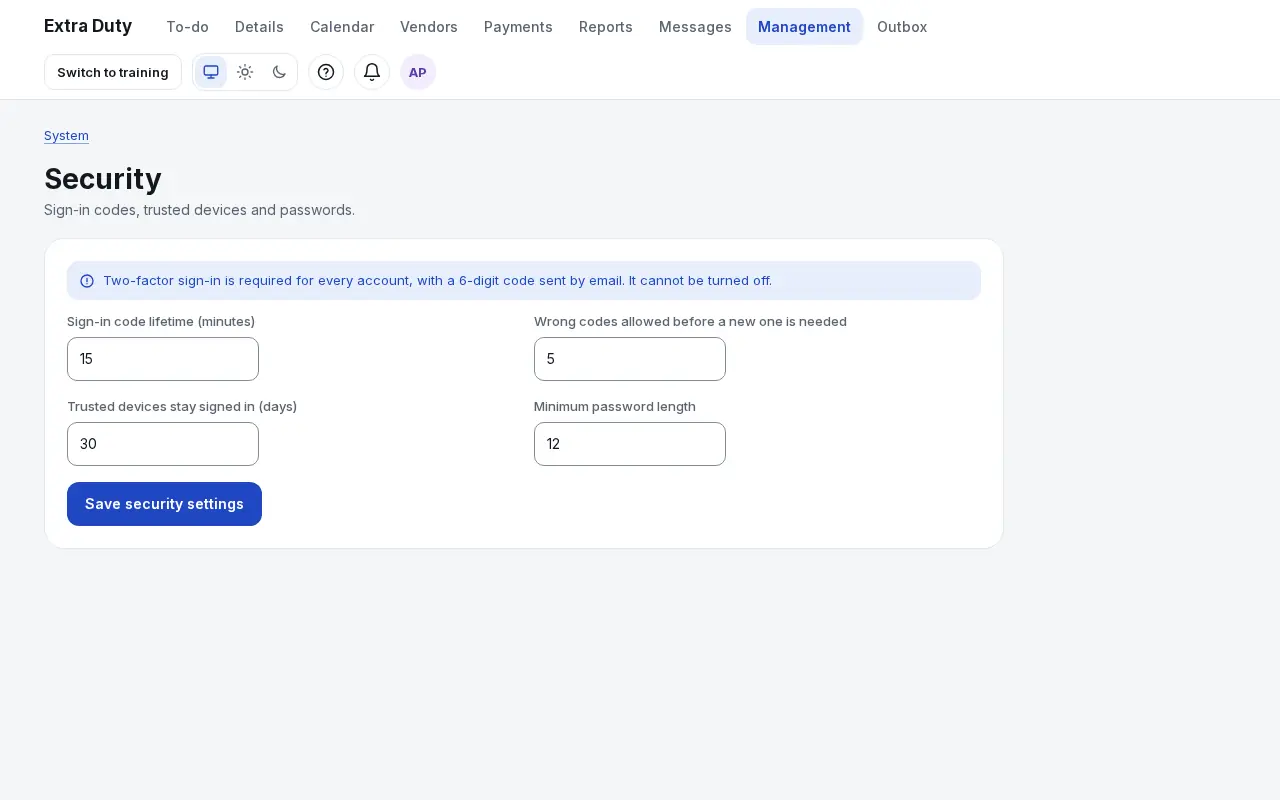 Extra Duty To-do Details Calendar Vendors Payments Reports Messages Management Outbox
Switch to training AP
System
Security
Sign-in codes, trusted devices and passwords.
Two-factor sign-in is required for every account, with a 6-digit code sent by email. It cannot be turned off.
Sign-in code lifetime (minutes) Wrong codes allowed before a new one is needed
15 5
Trusted devices stay signed in (days) Minimum password length
30 12
Save security settings